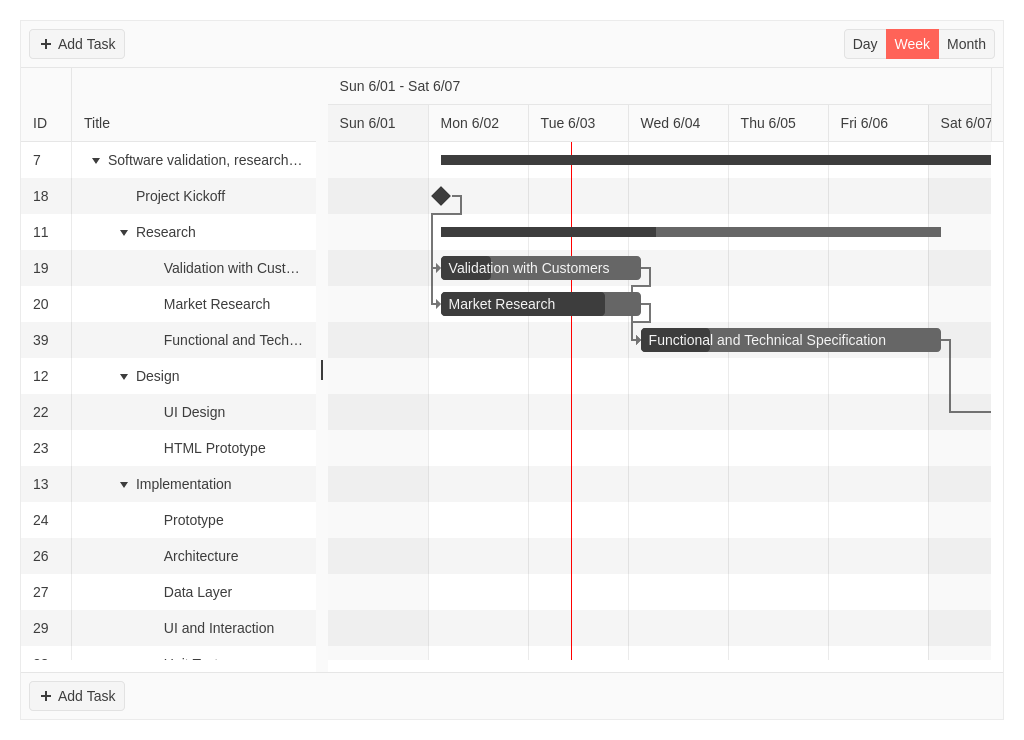 Add Task
Day Week Month
Sun 6/01 - Sat 6/07
ID Title Sun 6/01 Mon 6/02 Tue 6/03 Wed 6/04 Thu 6/05 Fri 6/06 Sat 6/07
7 Software validation, research…
18 Project Kickoff
11 Research
19 Validation with Cust… Validation with Customers
20 Market Research Market Research
39 Functional and Tech… Functional and Technical Specification
12 Design
22 UI Design
23 HTML Prototype
13 Implementation
24 Prototype
26 Architecture
27 Data Layer
29 UI and Interaction
Add Task